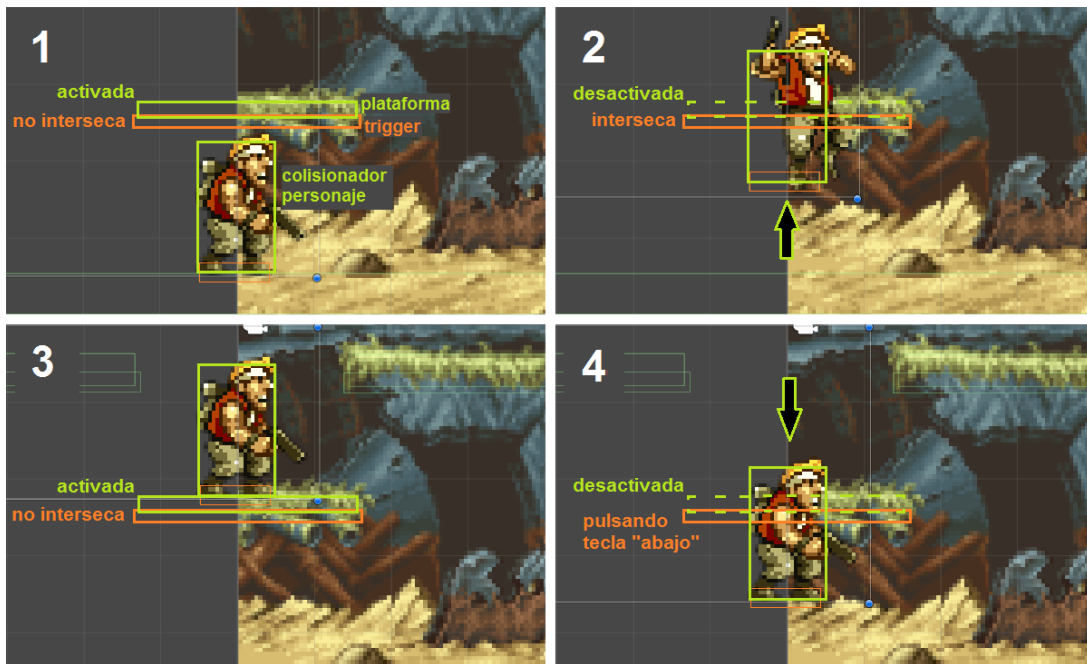 1
activada
no interseca
plataforma
trigger
colisionador
personaje
2
desactivada
interseca
3
activada
no interseca
4
desactivada
pulsando
tecla "abajo"